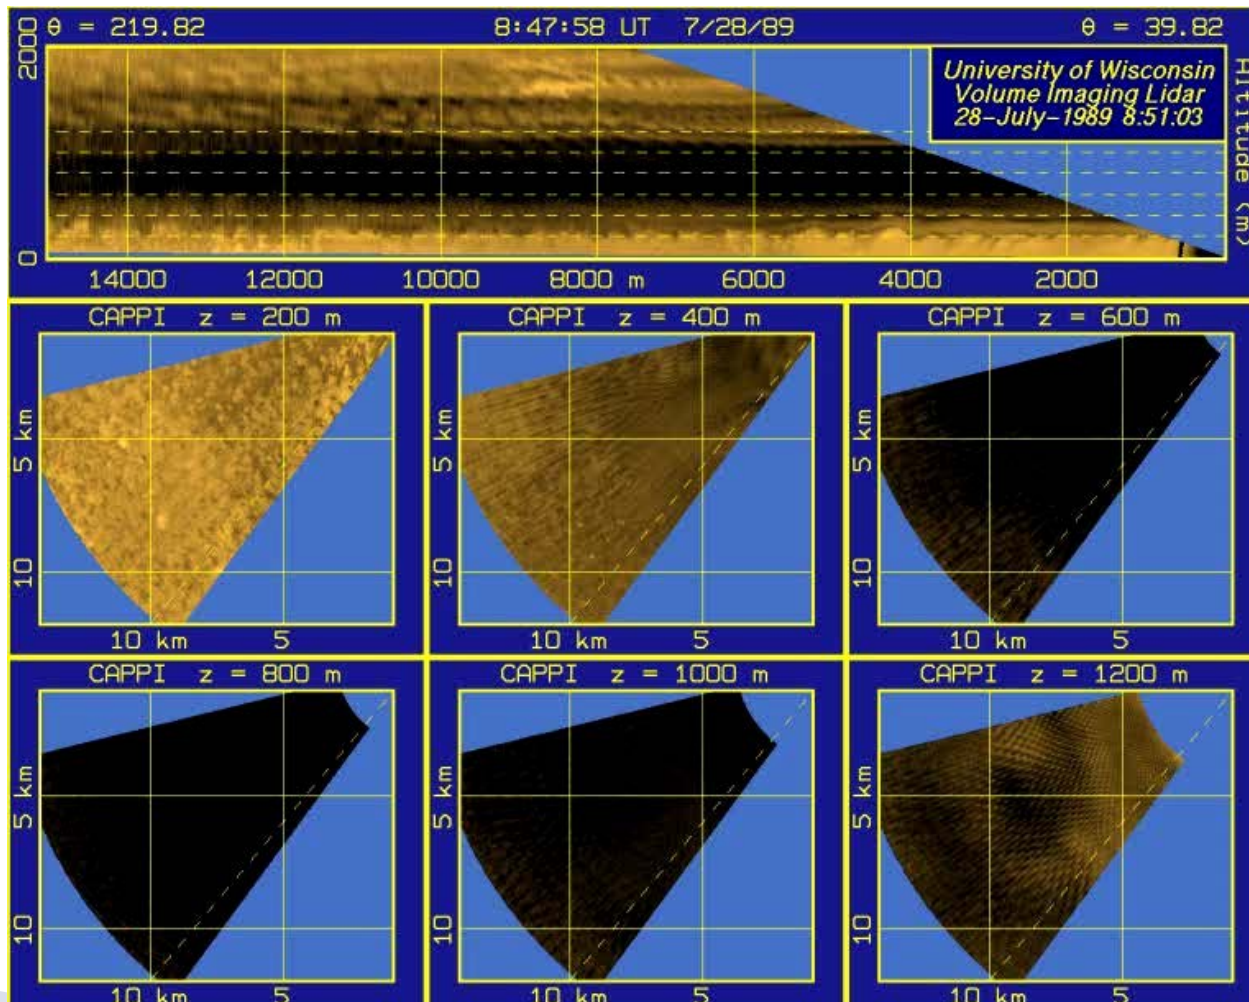 θ = 219.82 8:47:58 UT 7/28/89 θ = 39.82
2000
University of Wisconsin
Volume Imaging Lidar
28-July-1989 8:51:03
Altitude (m)
0
14000 12000 10000 8000 m 6000 4000 2000
CAPPI z = 200 m CAPPI z = 400 m CAPPI z = 600 m
5 km 5 km 5 km
10 10 10
10 km 5 10 km 5 10 km 5
CAPPI z = 800 m CAPPI z = 1000 m CAPPI z = 1200 m
5 km 5 km 5 km
10 10 10
10 km 5 10 km 5 10 km 5